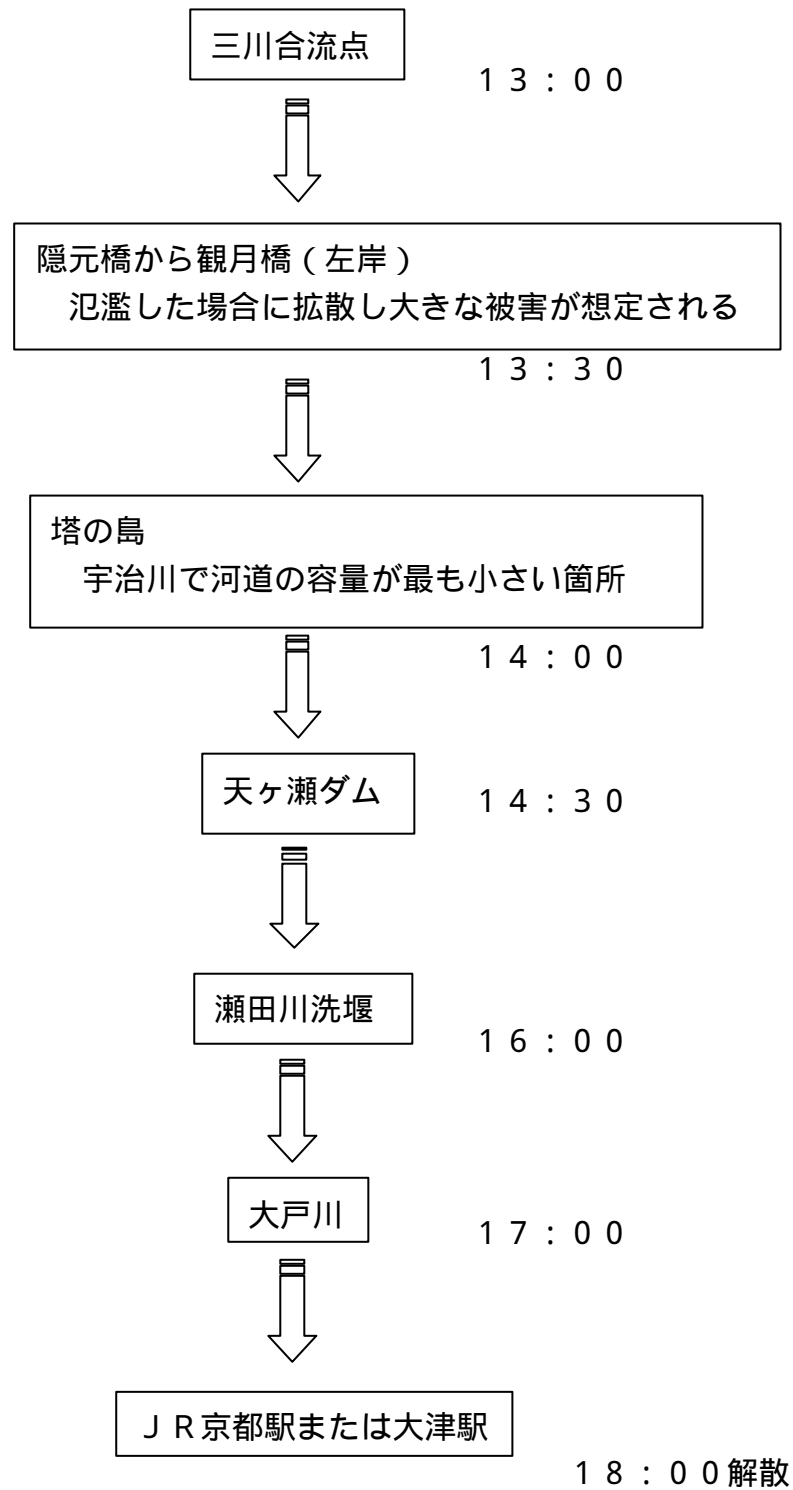 三川合流点
１３：００
隠元橋から観月橋（左岸）
氾濫した場合に拡散し大きな被害が想定される
１３：３０
塔の島
宇治川で河道の容量が最も小さい箇所
１４：００
天ヶ瀬ダム
１４：３０
瀬田川洗堰
１６：００
大戸川
１７：００
ＪＲ京都駅または大津駅
１８：００解散